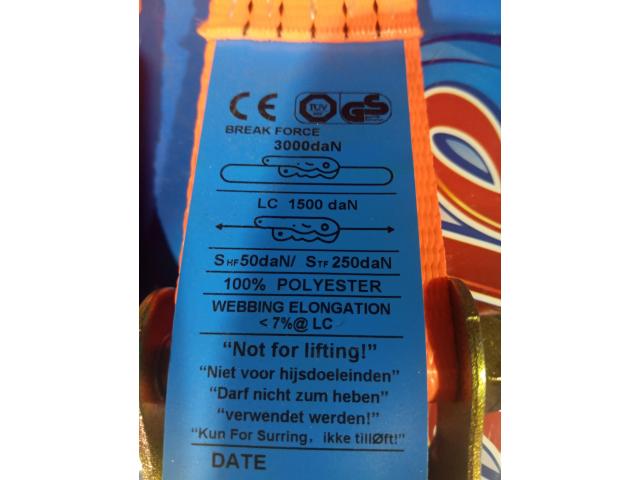 CE TÜV GS
BREAK FORCE
3000daN
LC 1500 daN
SHF50daN/ STF250daN
100% POLYESTER
WEBBING ELONGATION
< 7%@ LC
“Not for lifting!”
“Niet voor hijsdoeleinden”
“Darf nicht zum heben”
“verwendet werden!”
“Kun For Surring, ikke tillØft!”
DATE